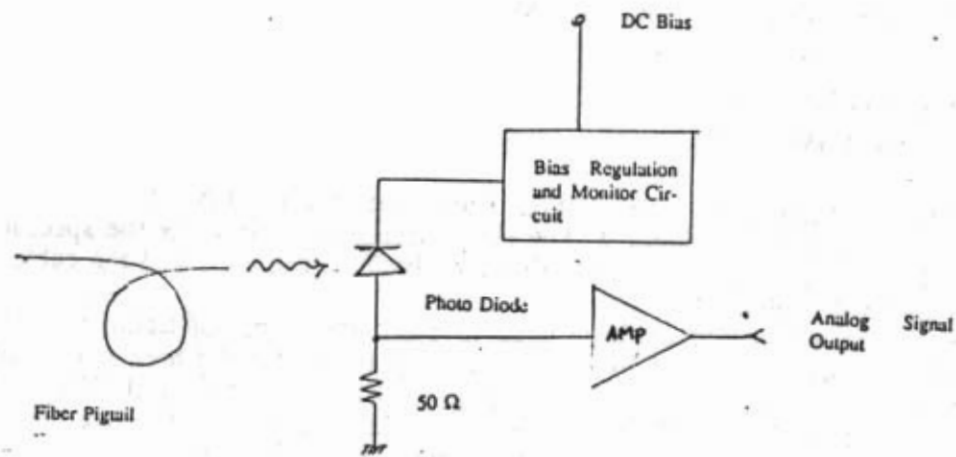 DC Bias
Bias Regulation
and Monitor Cir-
cuit
Photo Diode
AMP
Analog Signal
Output
50 Ω
Fiber Pigtail